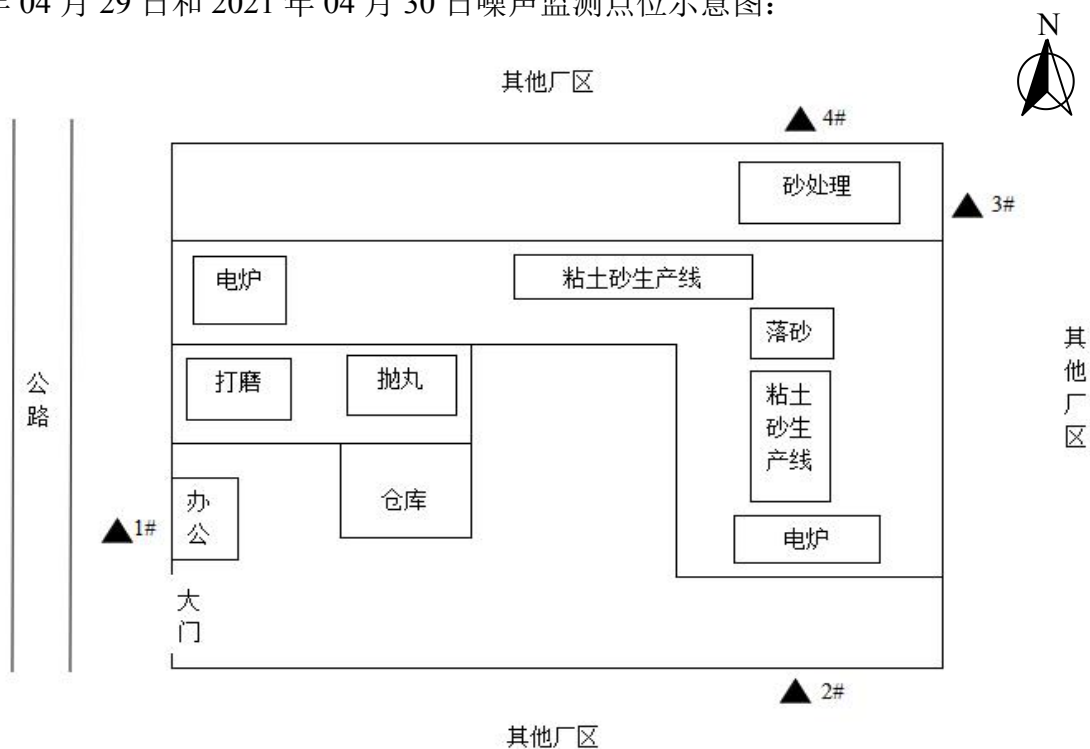 年 04 月 29 日和 2021 年 04 月 30 日噪声监测点位示意图：
N
其他厂区
4#
砂处理
3#
电炉
粘土砂生产线
落砂
其
他
厂
区
公
路
打磨
抛丸
粘土
砂生
产线
办
公
仓库
1#
电炉
大
门
2#
其他厂区